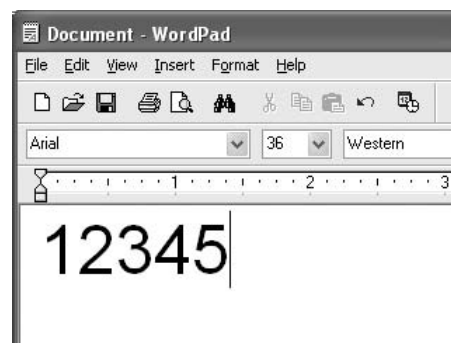 Document - WordPad
File Edit View Insert Format Help
Arial 36 Western
1 2 3
12345